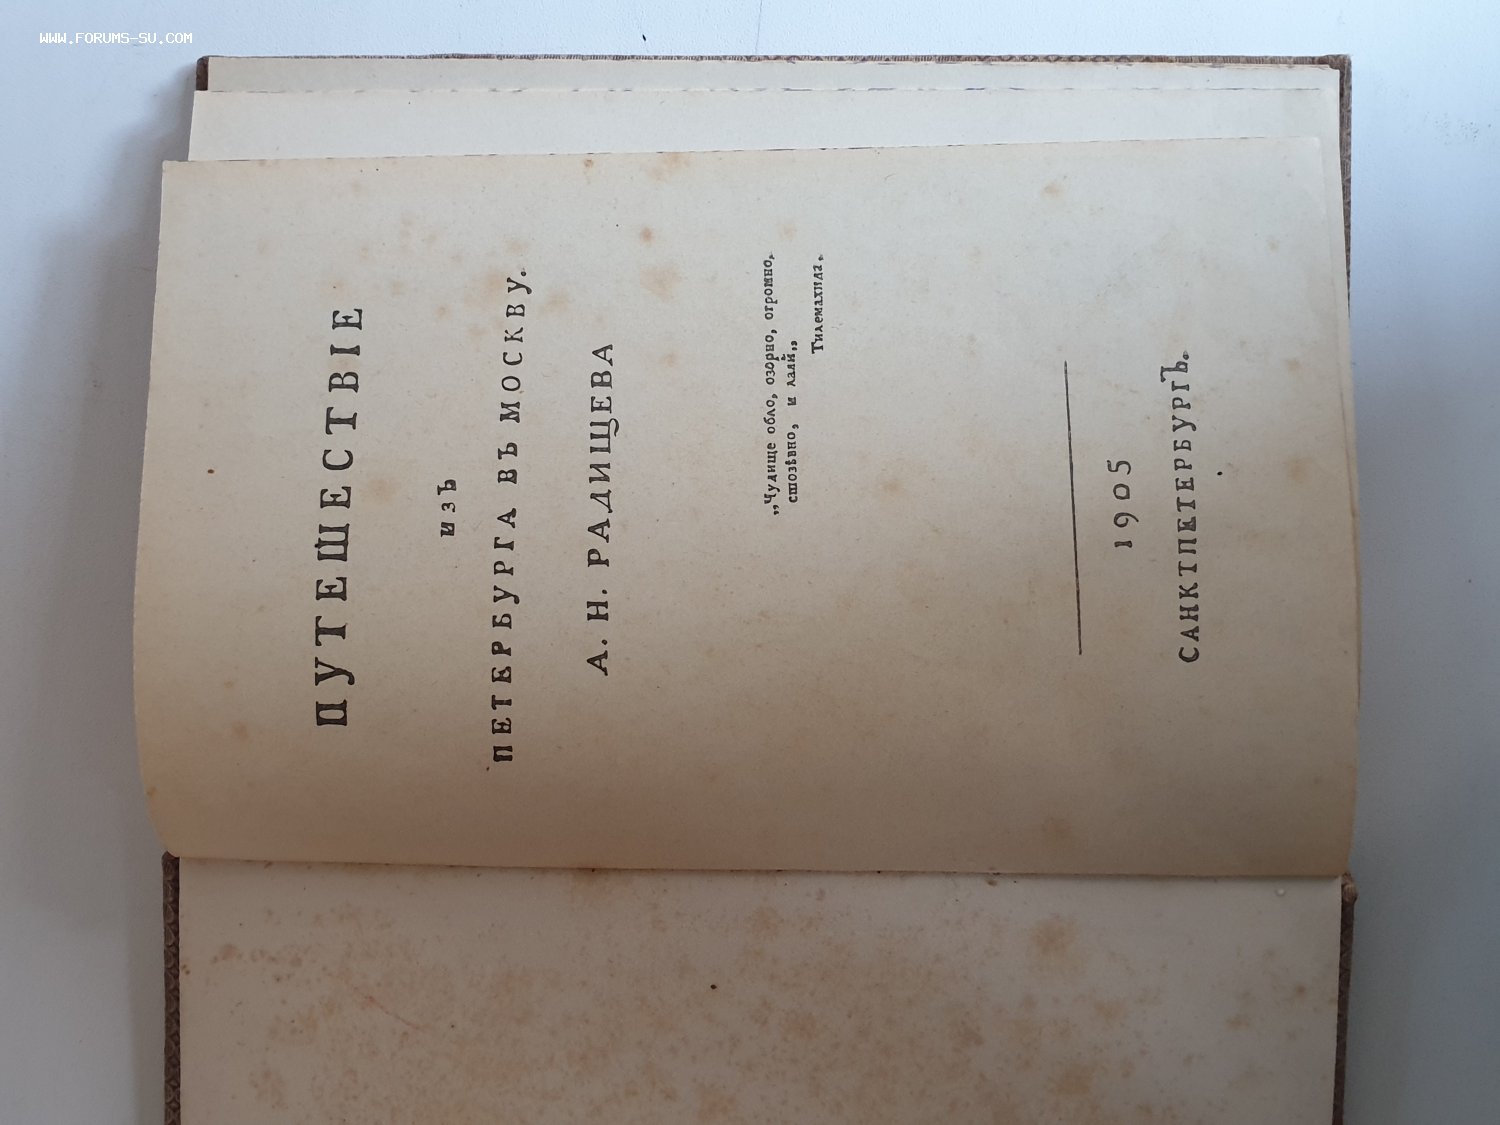 WWW.FORUMS-SU.COM
ПУТЕШЕСТВІЕ
ИЗЪ
ПЕТЕРБУРГА ВЪ МОСКВУ.
А. Н. РАДИЩЕВА
„Чудище обло, озорно, огромно,
стозѣвно, и лаяй„
Тилемахида.
1905
САНКТПЕТЕРБУРГЪ.